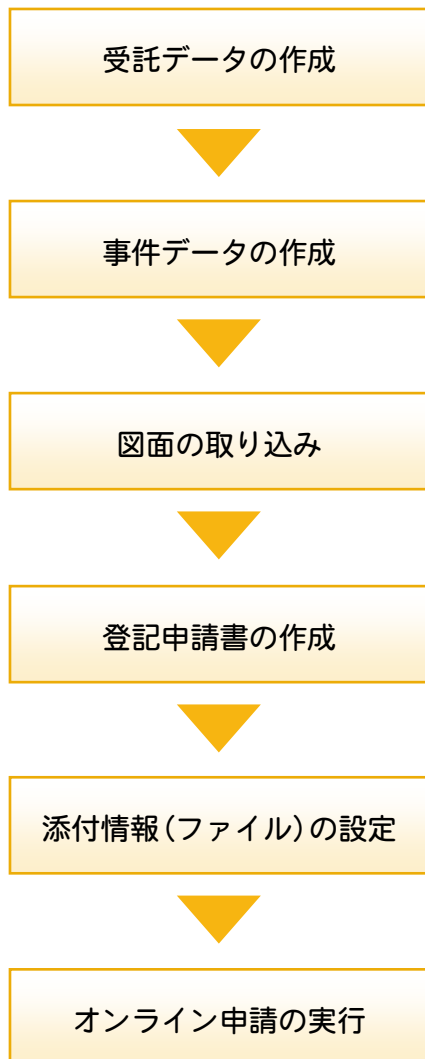 受託データの作成
事件データの作成
図面の取り込み
登記申請書の作成
添付情報(ファイル)の設定
オンライン申請の実行